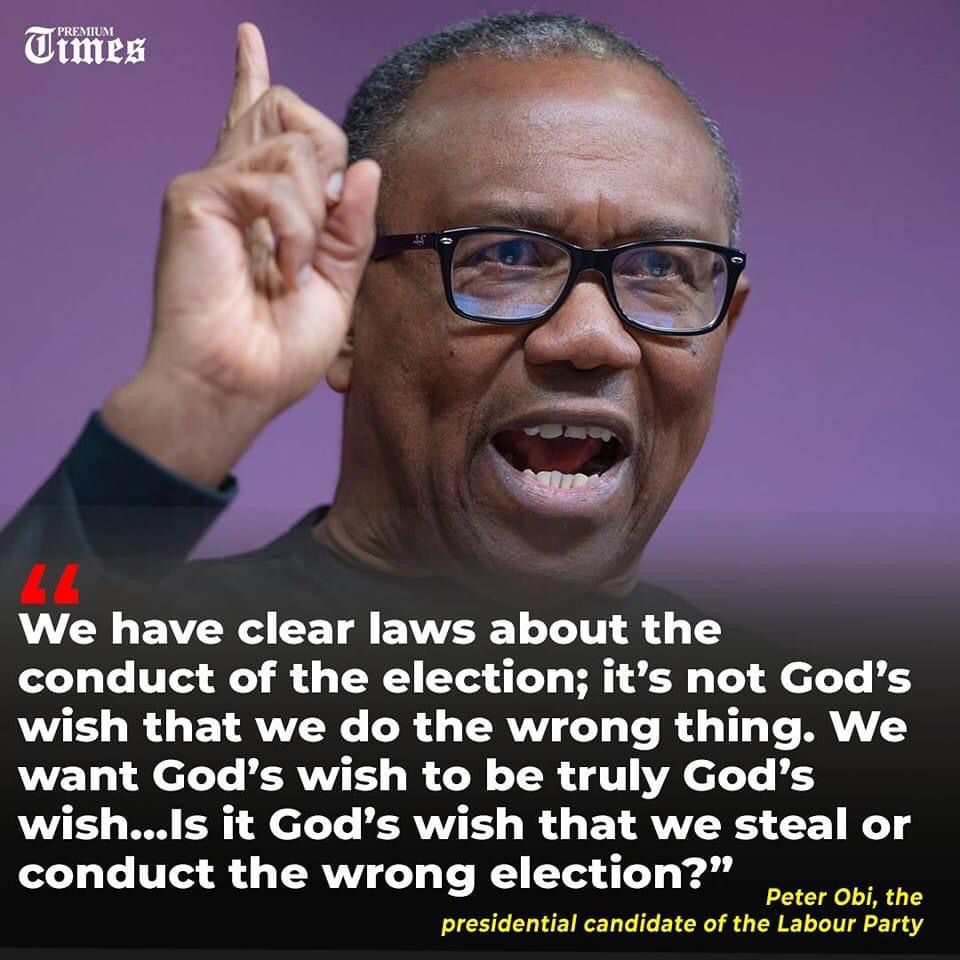 PREMIUM
Times
“
We have clear laws about the
conduct of the election; it’s not God’s
wish that we do the wrong thing. We
want God’s wish to be truly God’s
wish...Is it God’s wish that we steal or
conduct the wrong election?”
Peter Obi, the
presidential candidate of the Labour Party